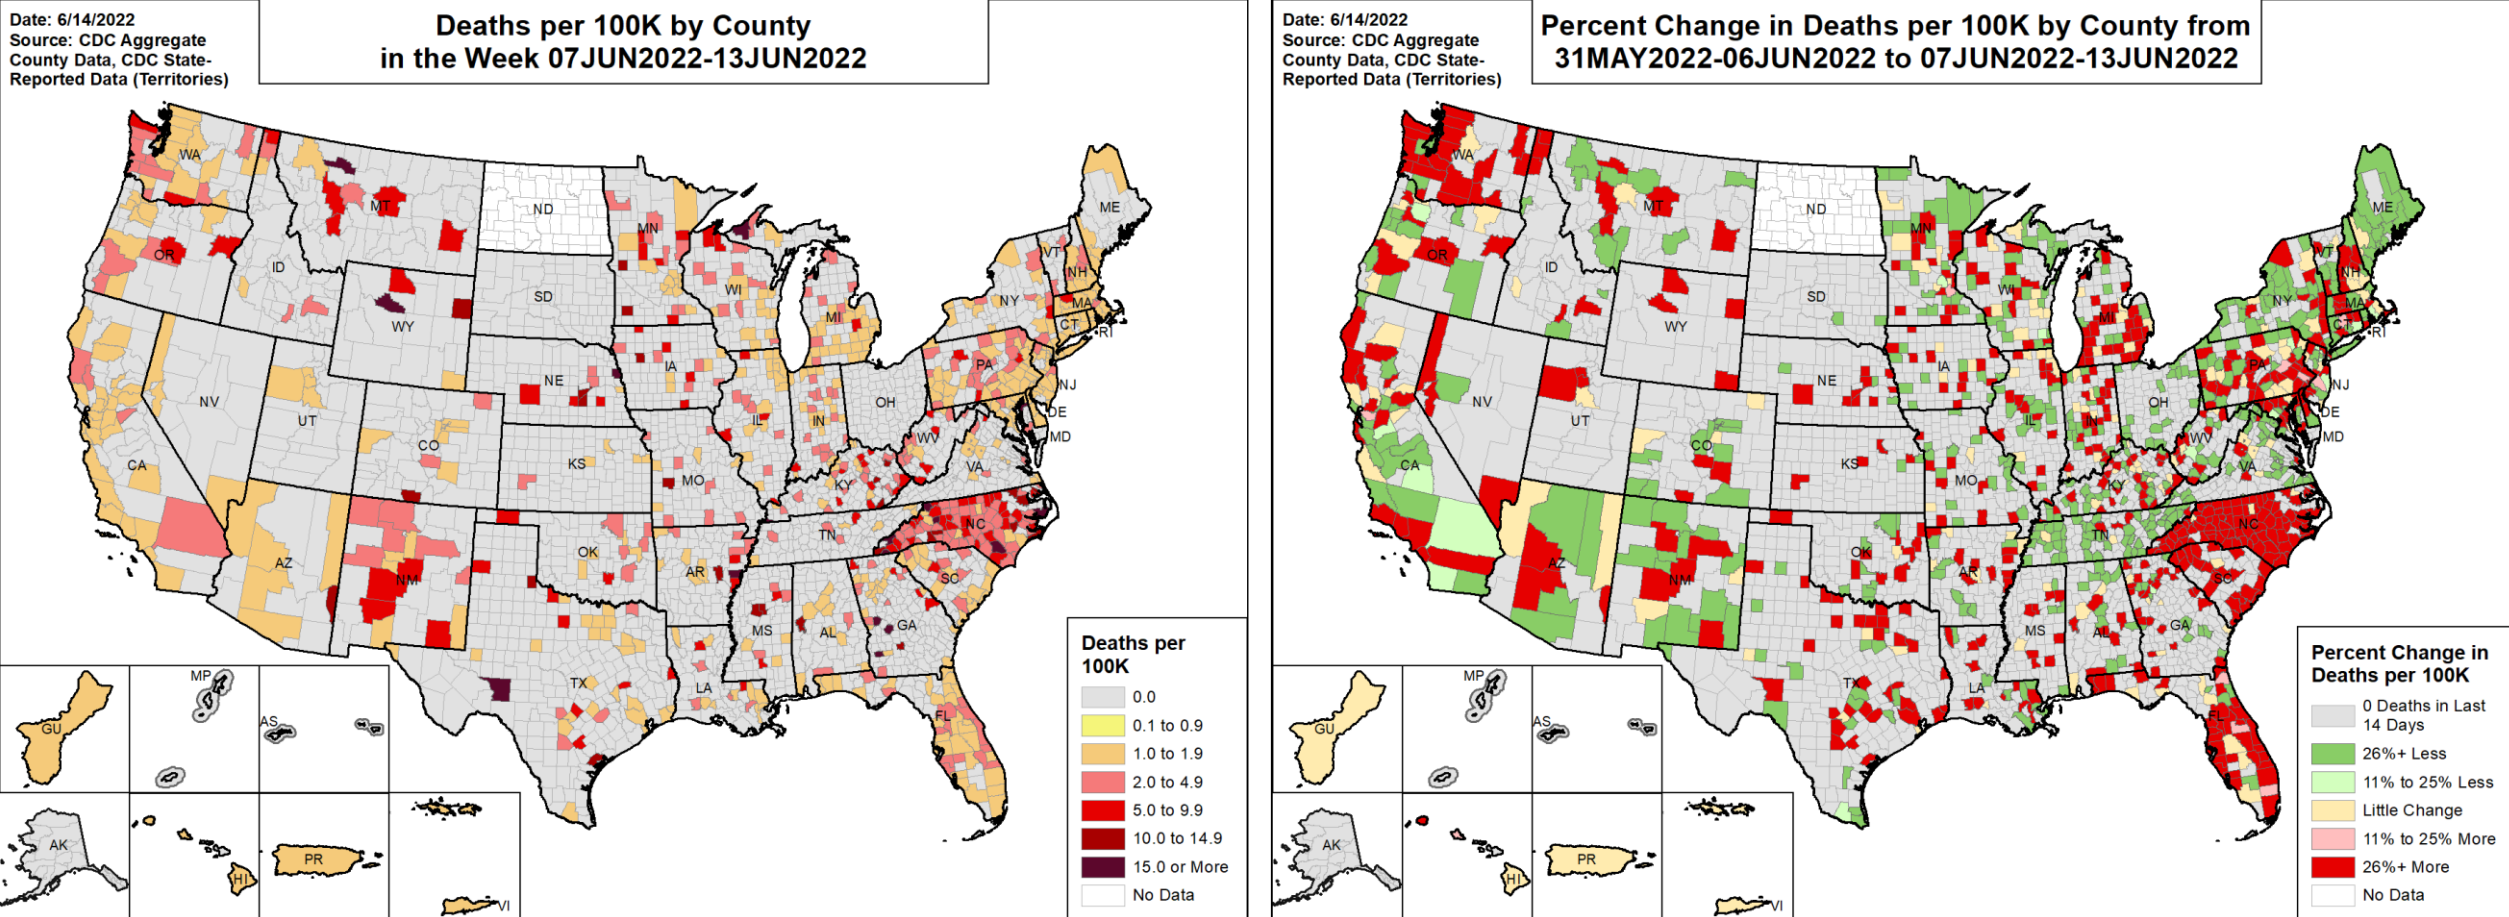 Date: 6/14/2022
Source: CDC Aggregate
County Data, CDC State-
Reported Data (Territories)
Deaths per 100K by County
in the Week 07JUN2022-13JUN2022
WA
MT
ND
MN
ME
OR
ID
SD
WI
MI
VT
NH
NY
MA
CT
RI
WY
NE
IA
PA
NJ
NV
UT
CO
IL
IN
OH
DE
MD
WV
VA
CA
KS
MO
KY
NC
AZ
NM
OK
AR
TN
SC
MS
AL
GA
TX
LA
FL
GU
MP
AS
AK
HI
PR
VI
Deaths per
100K
0.0
0.1 to 0.9
1.0 to 1.9
2.0 to 4.9
5.0 to 9.9
10.0 to 14.9
15.0 or More
No Data
Date: 6/14/2022
Source: CDC Aggregate
County Data, CDC State-
Reported Data (Territories)
Percent Change in Deaths per 100K by County from
31MAY2022-06JUN2022 to 07JUN2022-13JUN2022
WA
MT
ND
MN
ME
OR
ID
SD
WI
MI
VT
NH
NY
MA
CT
RI
WY
NE
IA
PA
NJ
NV
UT
CO
IL
IN
OH
DE
MD
WV
VA
CA
KS
MO
KY
NC
AZ
NM
OK
AR
TN
SC
MS
AL
GA
TX
LA
FL
GU
MP
AS
AK
HI
PR
VI
Percent Change in
Deaths per 100K
0 Deaths in Last
14 Days
26%+ Less
11% to 25% Less
Little Change
11% to 25% More
26%+ More
No Data